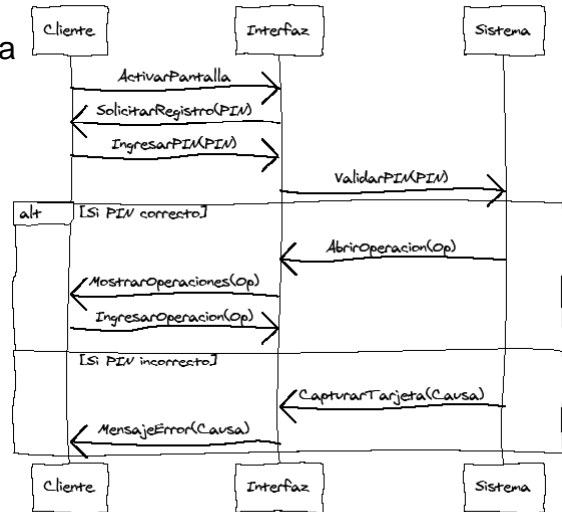 Cliente Interfaz Sistema
a
ActivarPantalla
SolicitarRegistro(PIN)
IngresarPIN(PIN)
ValidarPIN(PIN)
alt [Si PIN correcto]
AbrirOperacion(Op)
MostrarOperaciones(Op)
IngresarOperacion(Op)
[Si PIN incorrecto]
CapturarTarjeta(Causa)
MensajeError(Causa)
Cliente Interfaz Sistema